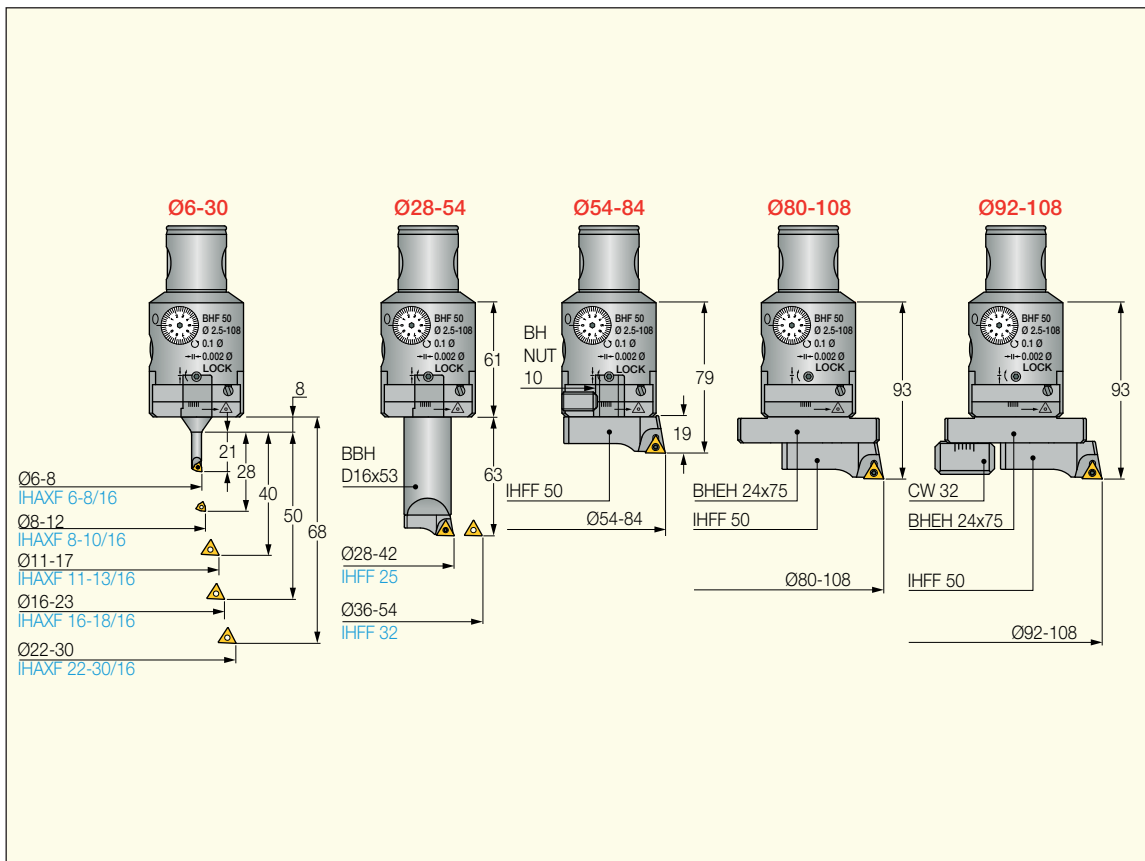 Ø6-30
BHF 50
Ø 2.5-108
0.1 Ø
0.002 Ø
LOCK
8
21
28
40
50
68
Ø6-8
IHAXF 6-8/16
Ø8-12
IHAXF 8-10/16
Ø11-17
IHAXF 11-13/16
Ø16-23
IHAXF 16-18/16
Ø22-30
IHAXF 22-30/16
Ø28-54
BHF 50
Ø 2.5-108
0.1 Ø
0.002 Ø
LOCK
61
63
BBH
D16x53
Ø28-42
IHFF 25
Ø36-54
IHFF 32
Ø54-84
BHF 50
Ø 2.5-108
0.1 Ø
0.002 Ø
LOCK
BH
NUT
10
79
19
IHFF 50
Ø54-84
Ø80-108
BHF 50
Ø 2.5-108
0.1 Ø
0.002 Ø
LOCK
93
BHEH 24x75
IHFF 50
Ø80-108
Ø92-108
BHF 50
Ø 2.5-108
0.1 Ø
0.002 Ø
LOCK
93
CW 32
BHEH 24x75
IHFF 50
Ø92-108